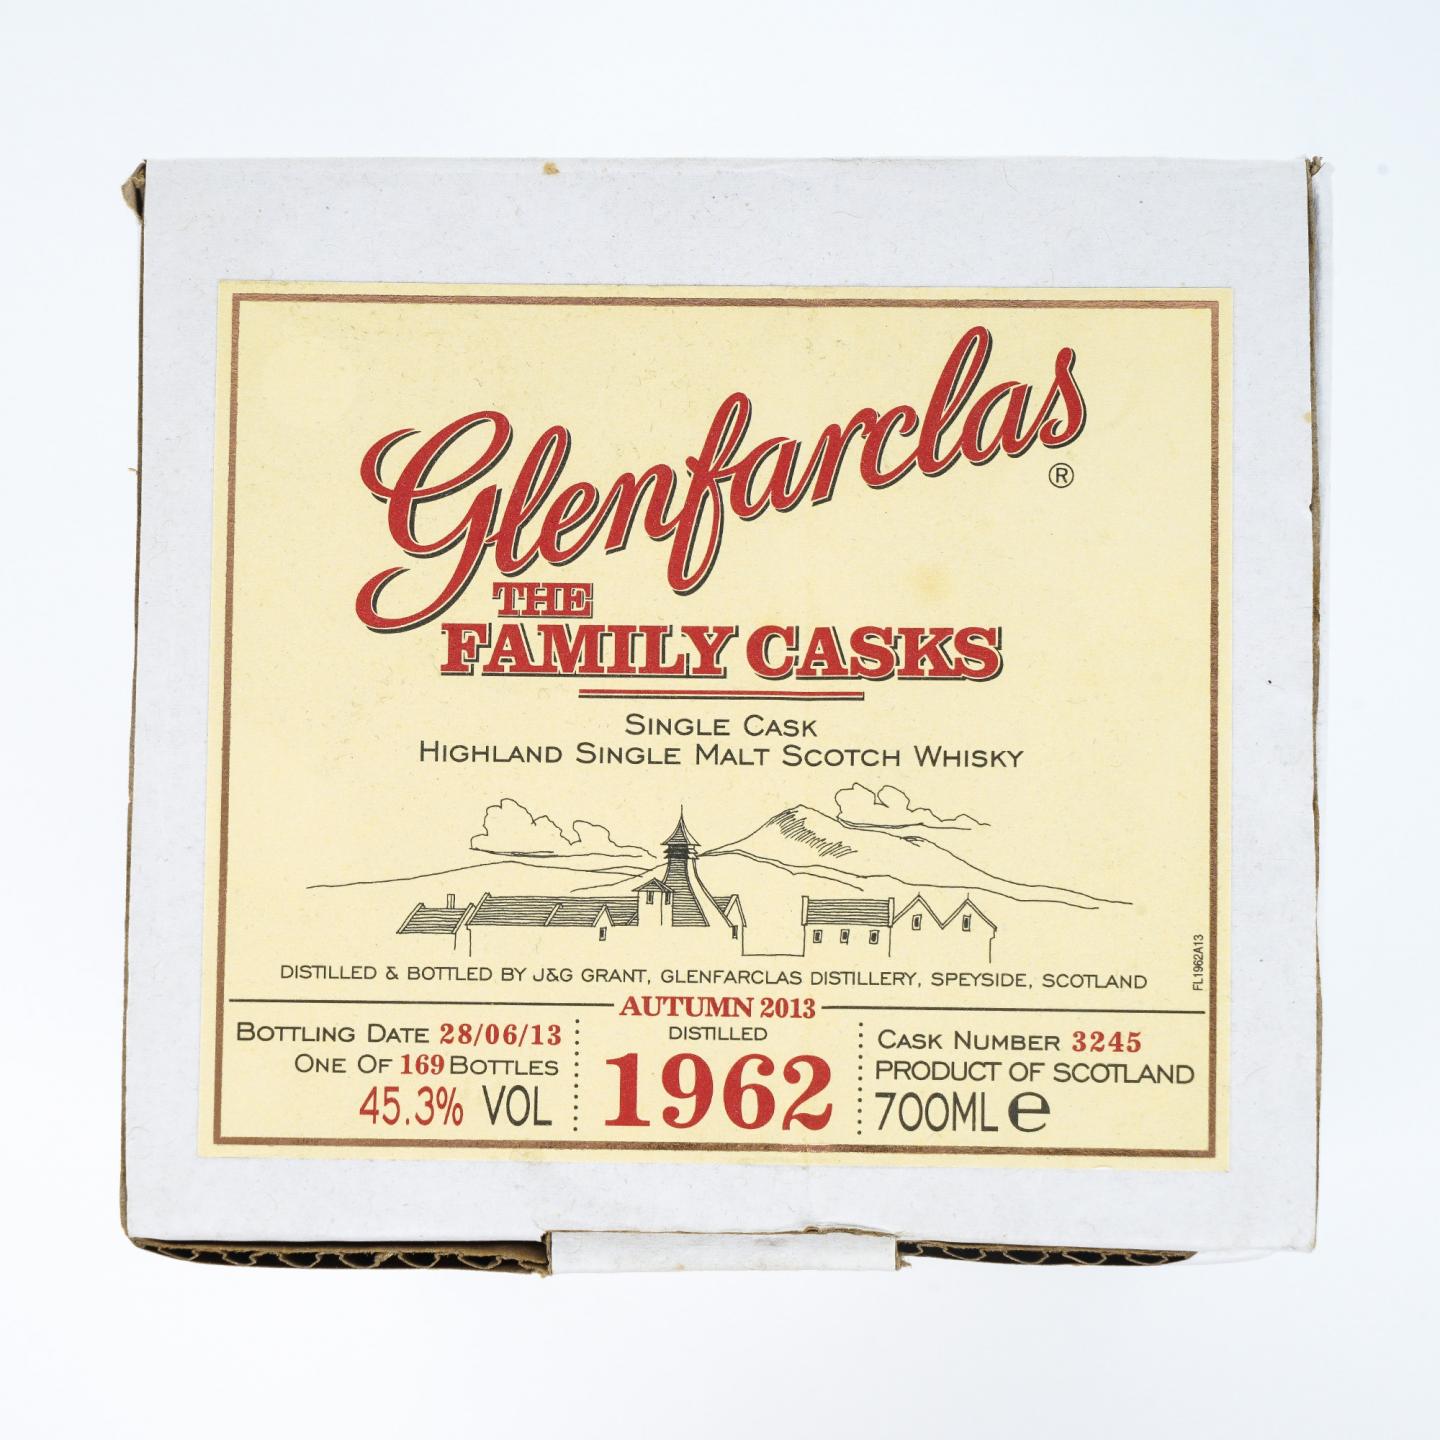 Glenfarclas
®
THE
FAMILY CASKS
SINGLE CASK
HIGHLAND SINGLE MALT SCOTCH WHISKY
DISTILLED & BOTTLED BY J&G GRANT, GLENFARCLAS DISTILLERY, SPEYSIDE, SCOTLAND
FL1962A13
AUTUMN 2013
BOTTLING DATE 28/06/13
ONE OF 169 BOTTLES
45.3% VOL
DISTILLED
1962
CASK NUMBER 3245
PRODUCT OF SCOTLAND
700ML e